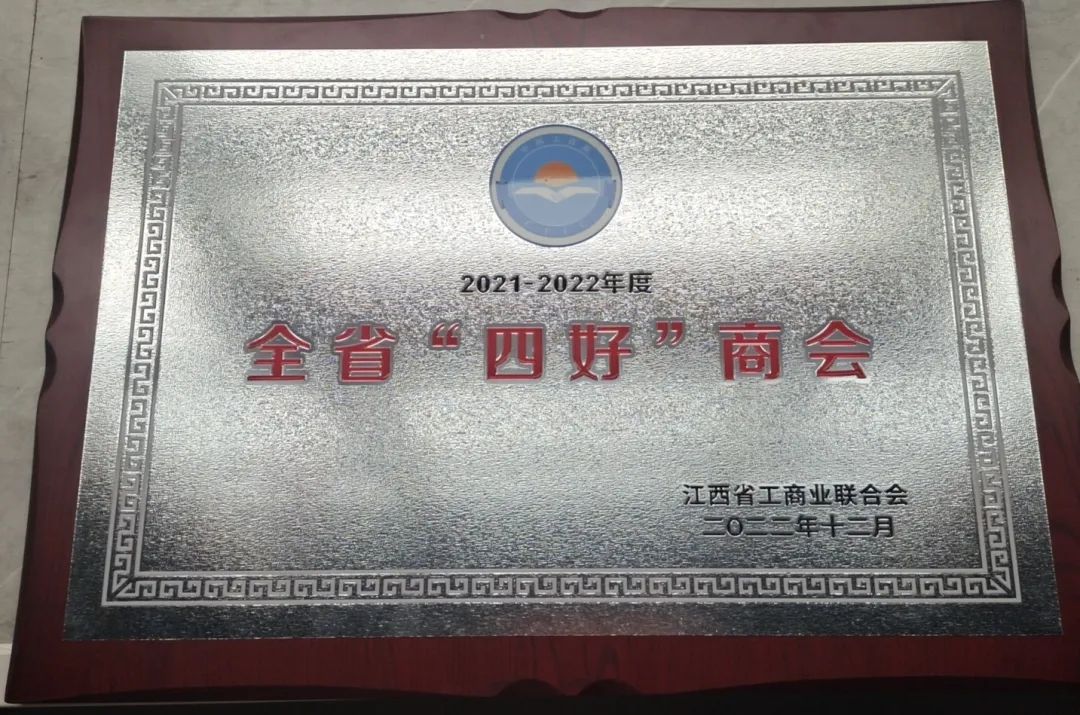 2021-2022年度
全省“四好”商会
江西省工商业联合会
二〇二二年十二月